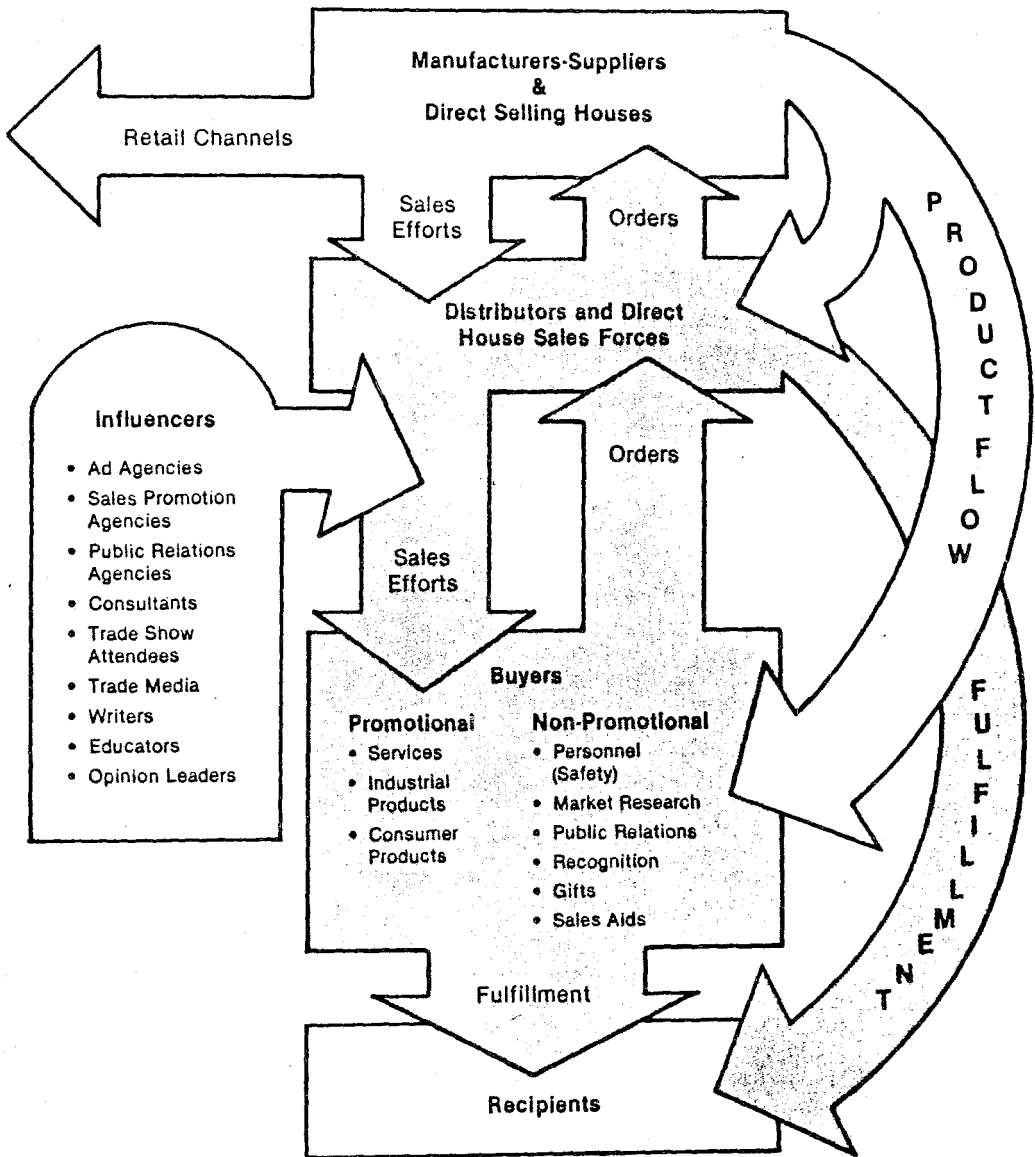 Manufacturers-Suppliers
&
Direct Selling Houses
Retail Channels
Sales
Efforts
Orders
Distributors and Direct
House Sales Forces
Influencers
• Ad Agencies
• Sales Promotion
Agencies
• Public Relations
Agencies
• Consultants
• Trade Show
Attendees
• Trade Media
• Writers
• Educators
• Opinion Leaders
Orders
Sales
Efforts
Buyers
Promotional
• Services
• Industrial
Products
• Consumer
Products
Non-Promotional
• Personnel
(Safety)
• Market Research
• Public Relations
• Recognition
• Gifts
• Sales Aids
Fulfillment
Recipients
PRODUCT FLOW
FULFILLMENT